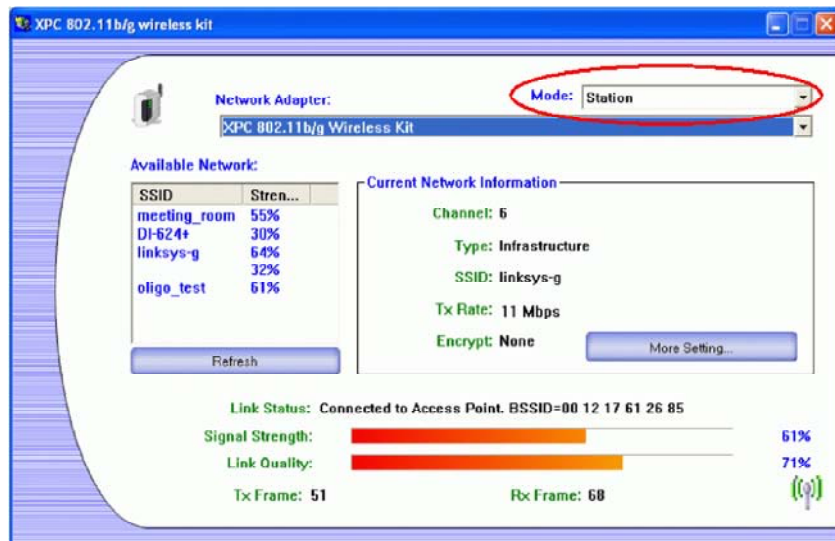 XPC 802.11b/g wireless kit
Network Adapter:
Mode: Station
XPC 802.11b/g Wireless Kit
Available Network:
SSID Stren...
meeting_room 55%
DI-624+ 30%
linksys-g 64%
32%
oligo_test 61%
Refresh
Current Network Information
Channel: 6
Type: Infrastructure
SSID: linksys-g
Tx Rate: 11 Mbps
Encrypt: None
More Setting...
Link Status: Connected to Access Point. BSSID=00 12 17 61 26 85
Signal Strength: 61%
Link Quality: 71%
Tx Frame: 51 Rx Frame: 68